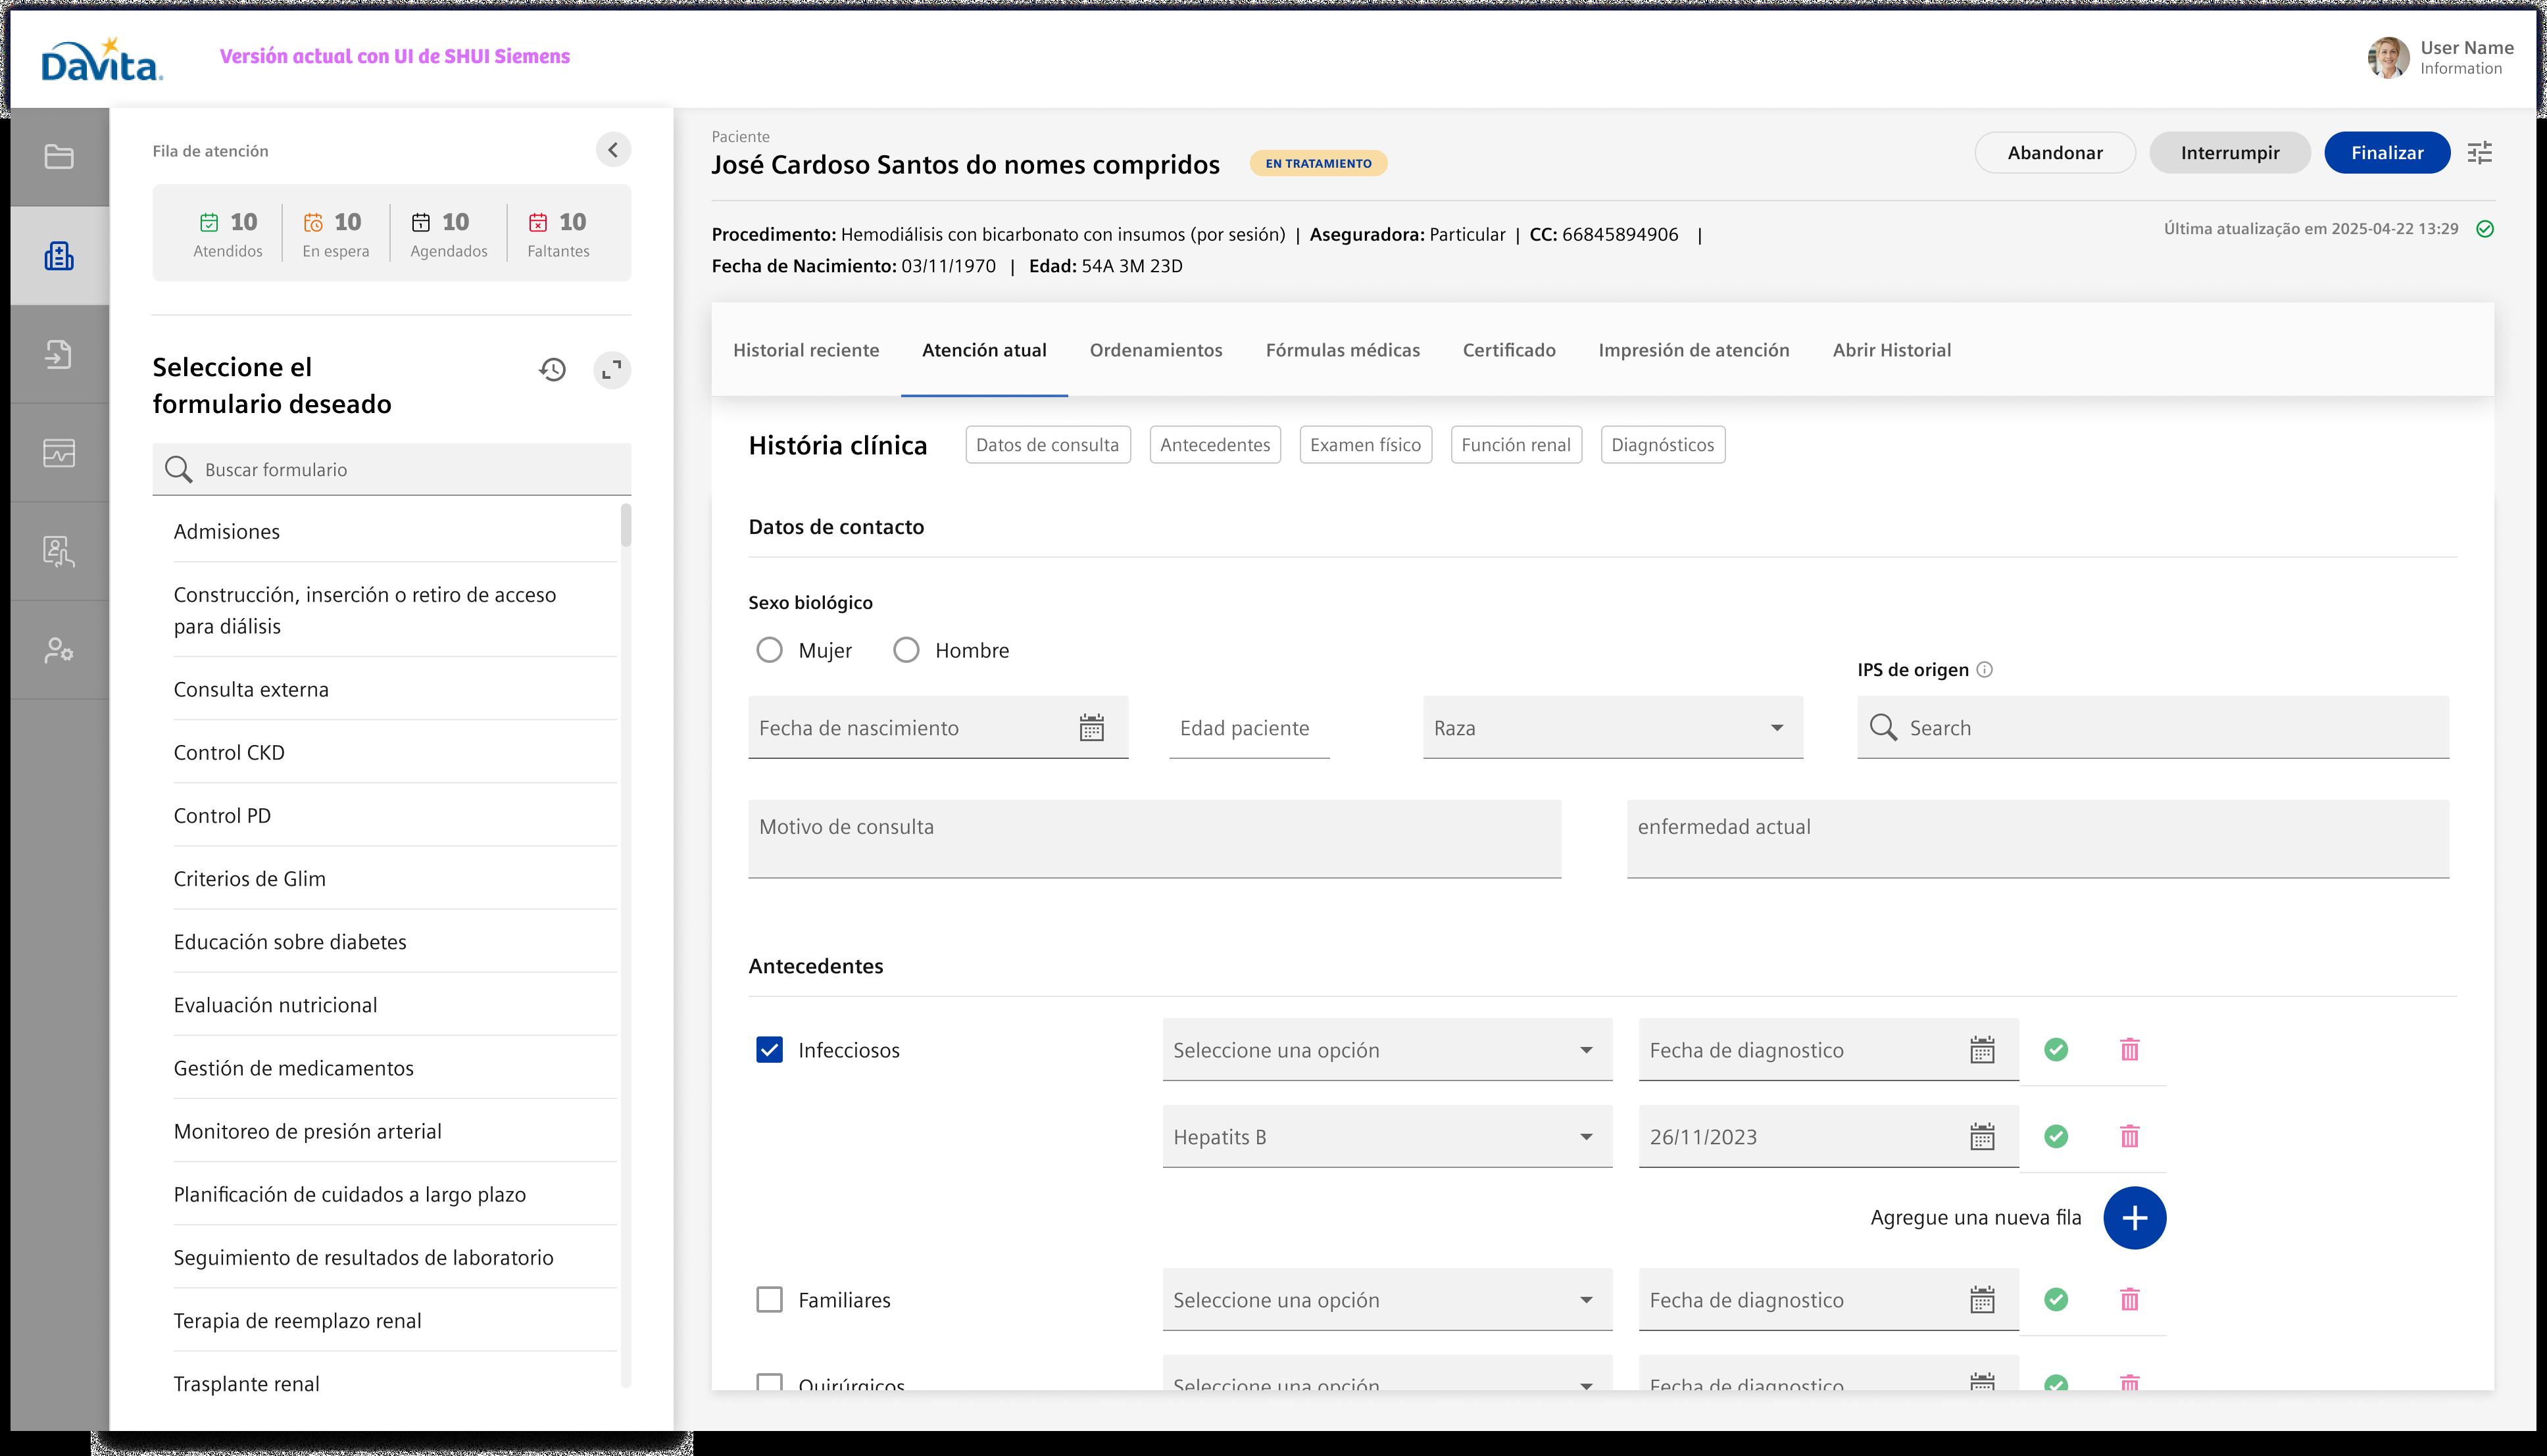 DaVita.
Versión actual con UI de SHUI Siemens
User Name
Information
Fila de atención
10
Atendidos
10
En espera
10
Agendados
10
Faltantes
Seleccione el
formulario deseado
Buscar formulario
Admisiones
Construcción, inserción o retiro de acceso
para diálisis
Consulta externa
Control CKD
Control PD
Criterios de Glim
Educación sobre diabetes
Evaluación nutricional
Gestión de medicamentos
Monitoreo de presión arterial
Planificación de cuidados a largo plazo
Seguimiento de resultados de laboratorio
Terapia de reemplazo renal
Trasplante renal
Paciente
José Cardoso Santos do nomes compridos
EN TRATAMIENTO
Abandonar
Interrumpir
Finalizar
Procedimento: Hemodiálisis con bicarbonato con insumos (por sesión) | Aseguradora: Particular | CC: 66845894906 |
Fecha de Nacimiento: 03/11/1970 | Edad: 54A 3M 23D
Última atualização em 2025-04-22 13:29
Historial reciente
Atención atual
Ordenamientos
Fórmulas médicas
Certificado
Impresión de atención
Abrir Historial
História clínica
Datos de consulta
Antecedentes
Examen físico
Función renal
Diagnósticos
Datos de contacto
Sexo biológico
Mujer
Hombre
IPS de origen
Fecha de nascimiento
Edad paciente
Raza
Search
Motivo de consulta
enfermedad actual
Antecedentes
Infecciosos
Seleccione una opción
Fecha de diagnostico
Hepatits B
26/11/2023
Agregue una nueva fila
Familiares
Seleccione una opción
Fecha de diagnostico
Quirúrgicos
Seleccione una opción
Fecha de diagnostico